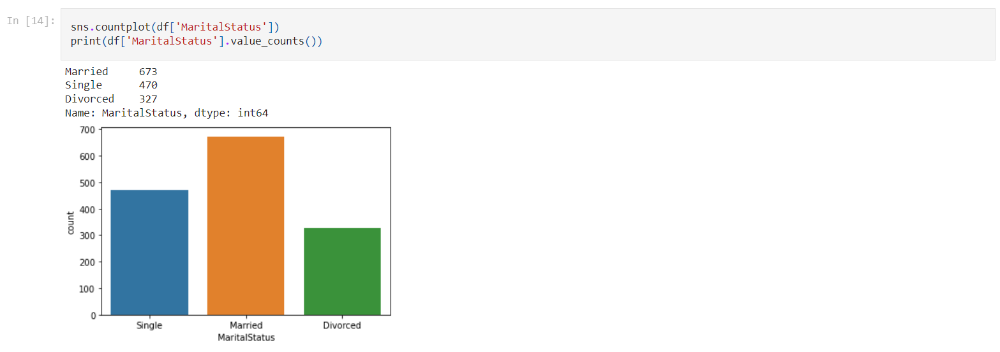 In [14]:
sns.countplot(df['MaritalStatus'])
print(df['MaritalStatus'].value_counts())
Married     673
Single      470
Divorced    327
Name: MaritalStatus, dtype: int64
700
600
500
400
300
200
100
0
count
Single Married Divorced
MaritalStatus